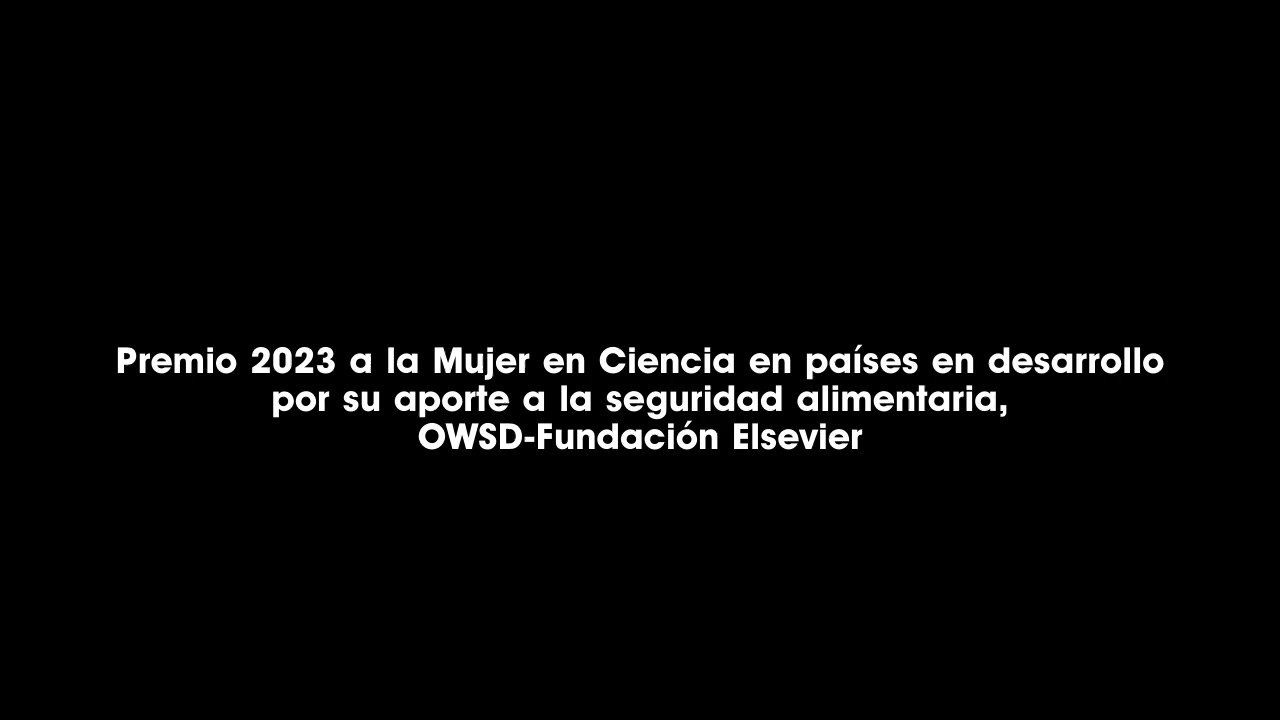 Premio 2023 a la Mujer en Ciencia en países en desarrollo
por su aporte a la seguridad alimentaria,
OWSD-Fundación Elsevier